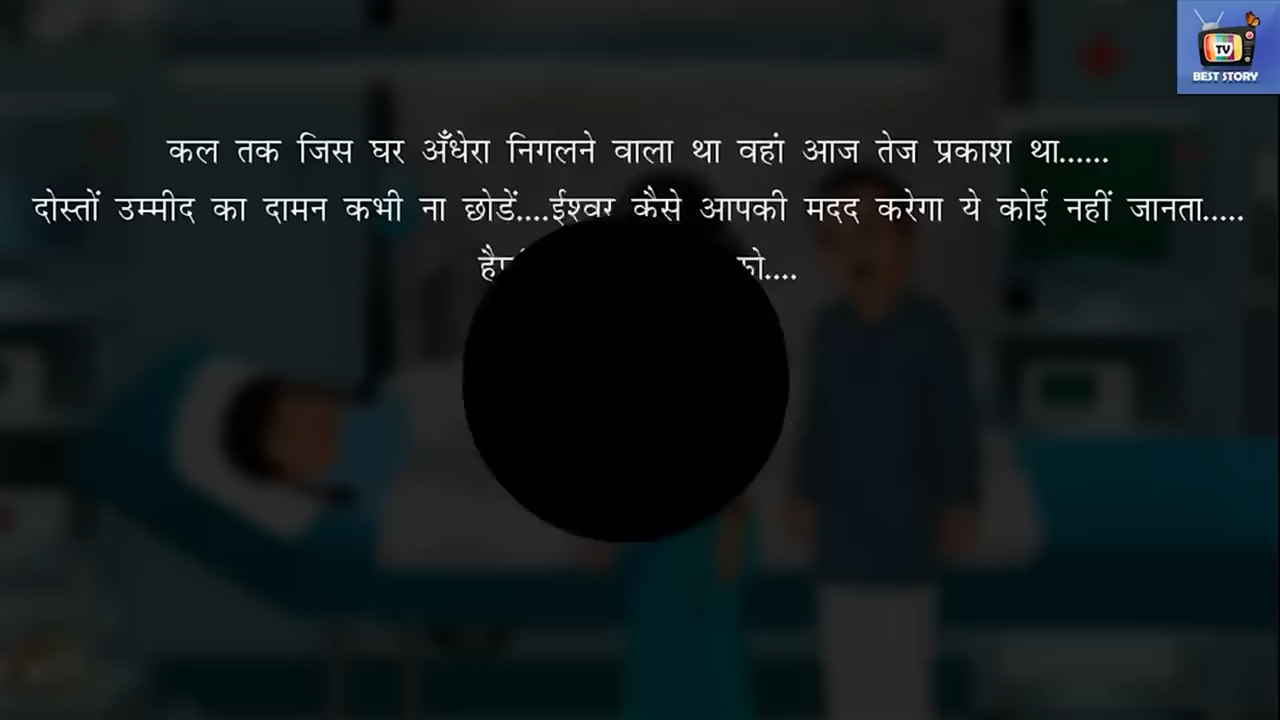 TV
BEST STORY
कल तक जिस घर अँधेरा निगलने वाला था वहां आज तेज प्रकाश था......
दोस्तों उम्मीद का दामन कभी ना छोडें....ईश्वर कैसे आपकी मदद करेगा ये कोई नहीं जानता.....